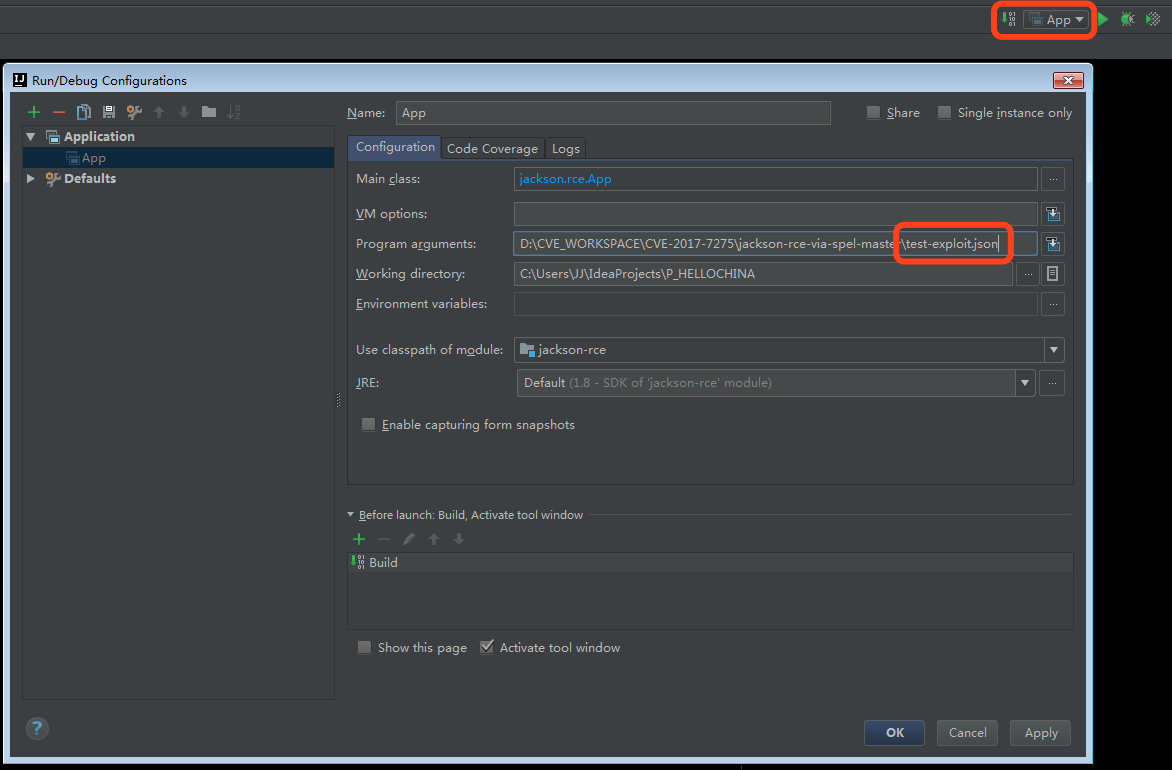 App
Run/Debug Configurations
Name: App Share Single instance only
Application
App
Defaults
Configuration Code Coverage Logs
Main class: jackson.rce.App
VM options:
Program arguments: D:\CVE_WORKSPACE\CVE-2017-7275\jackson-rce-via-spel-master\test-exploit.json
Working directory: C:\Users\JJ\IdeaProjects\P_HELLOCHINA
Environment variables:
Use classpath of module: jackson-rce
JRE: Default (1.8 - SDK of 'jackson-rce' module)
Enable capturing form snapshots
Before launch: Build, Activate tool window
Build
Show this page Activate tool window
? OK Cancel Apply